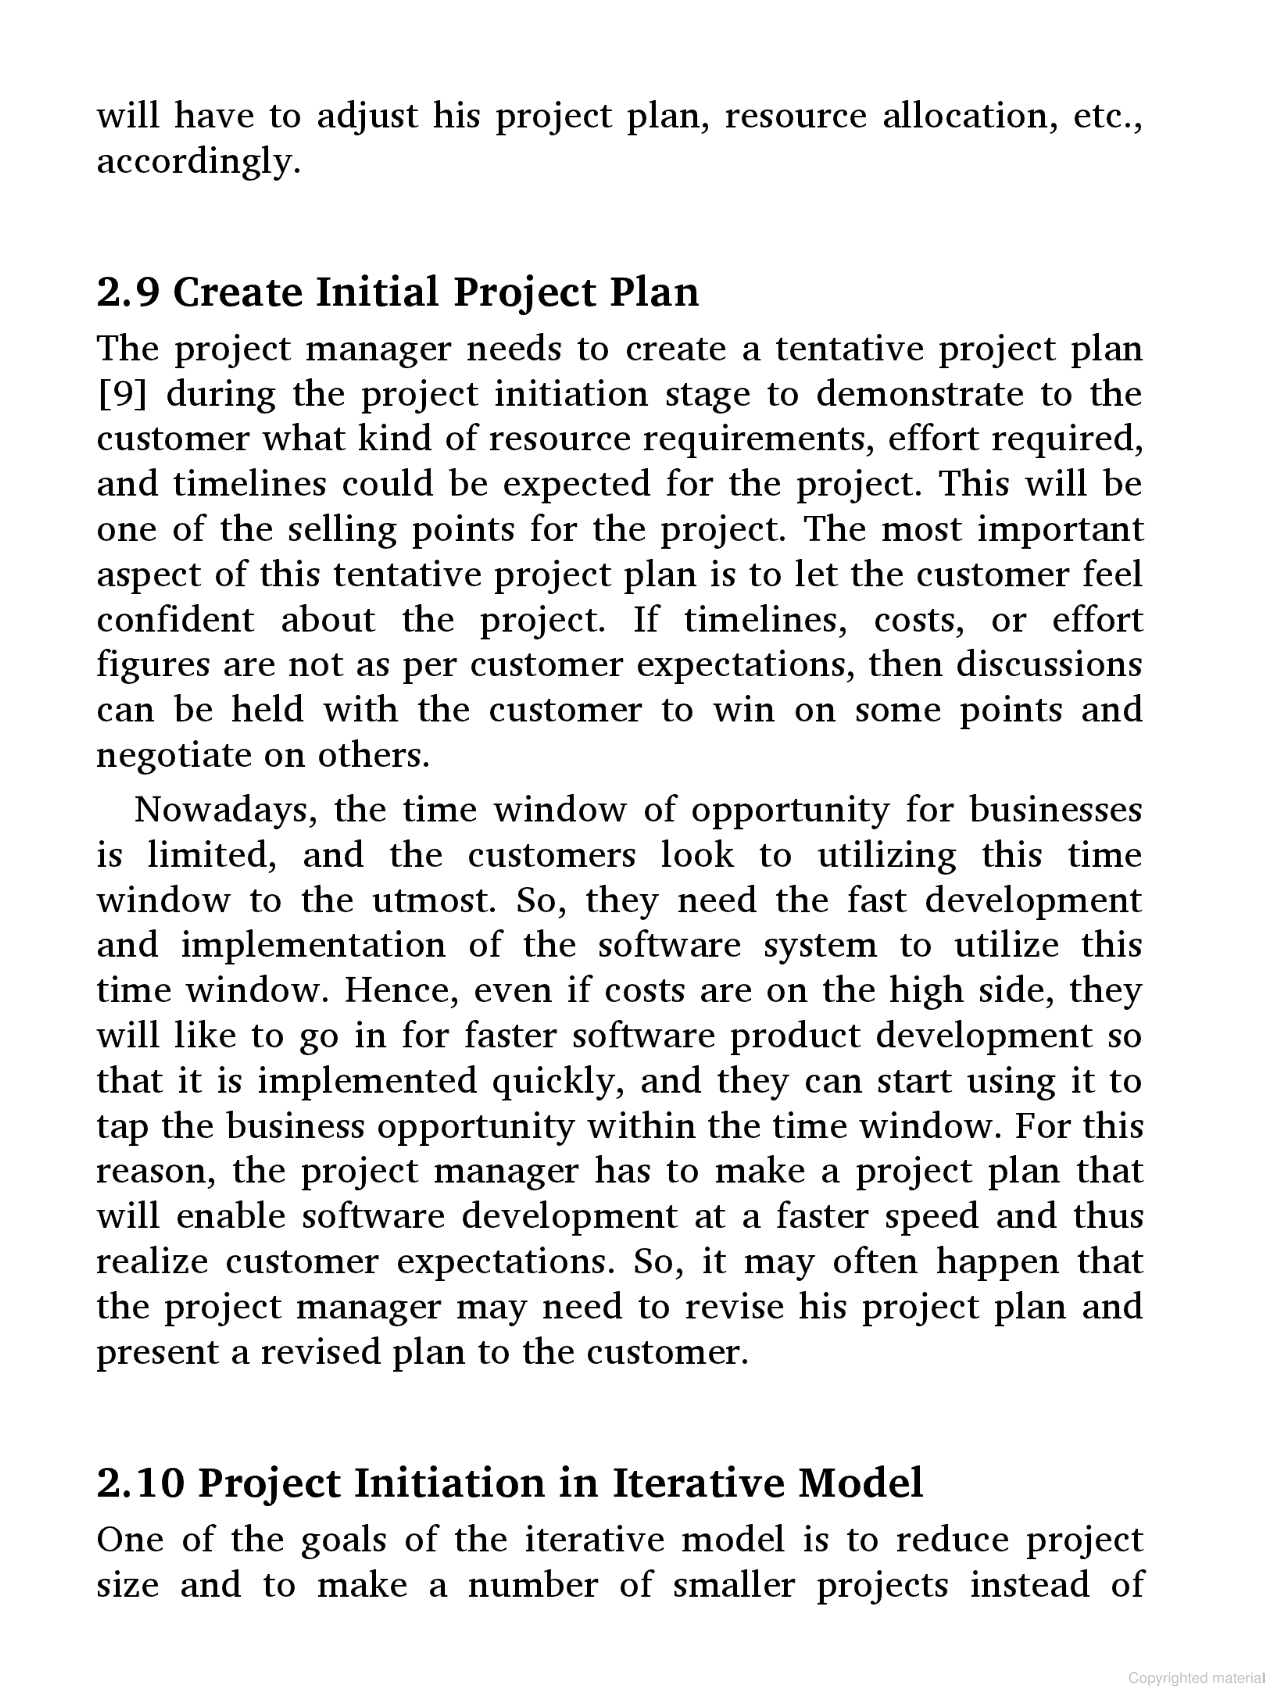 will have to adjust his project plan, resource allocation, etc.,
accordingly.
2.9 Create Initial Project Plan
The project manager needs to create a tentative project plan
[9] during the project initiation stage to demonstrate to the
customer what kind of resource requirements, effort required,
and timelines could be expected for the project. This will be
one of the selling points for the project. The most important
aspect of this tentative project plan is to let the customer feel
confident about the project. If timelines, costs, or effort
figures are not as per customer expectations, then discussions
can be held with the customer to win on some points and
negotiate on others.
Nowadays, the time window of opportunity for businesses
is limited, and the customers look to utilizing this time
window to the utmost. So, they need the fast development
and implementation of the software system to utilize this
time window. Hence, even if costs are on the high side, they
will like to go in for faster software product development so
that it is implemented quickly, and they can start using it to
tap the business opportunity within the time window. For this
reason, the project manager has to make a project plan that
will enable software development at a faster speed and thus
realize customer expectations. So, it may often happen that
the project manager may need to revise his project plan and
present a revised plan to the customer.
2.10 Project Initiation in Iterative Model
One of the goals of the iterative model is to reduce project
size and to make a number of smaller projects instead of
Copyrighted material